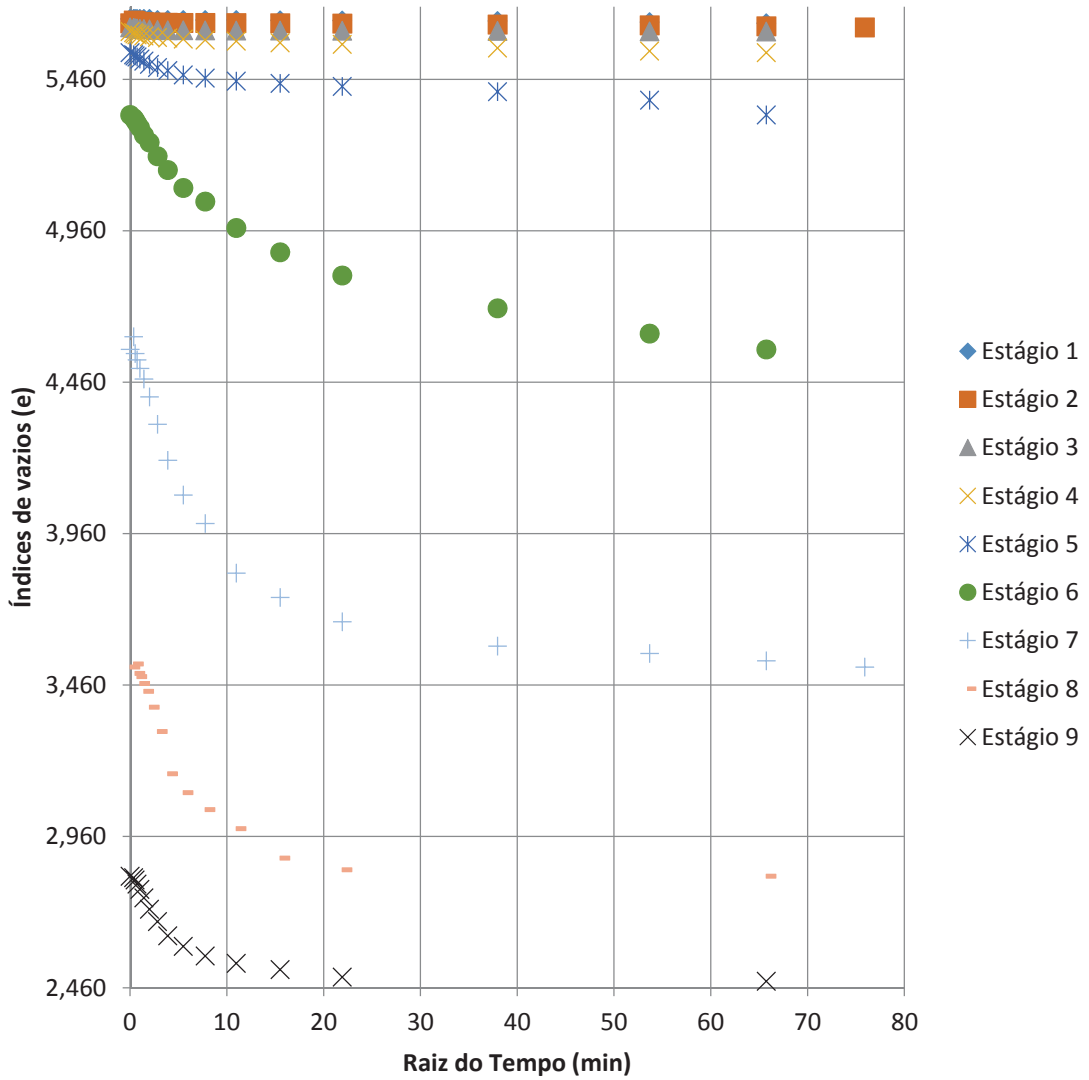 5,460
4,960
4,460
3,960
3,460
2,960
2,460
0
10
20
30
40
50
60
70
80
Índices de vazios (e)
Raiz do Tempo (min)
Estágio 1
Estágio 2
Estágio 3
Estágio 4
Estágio 5
Estágio 6
Estágio 7
Estágio 8
Estágio 9